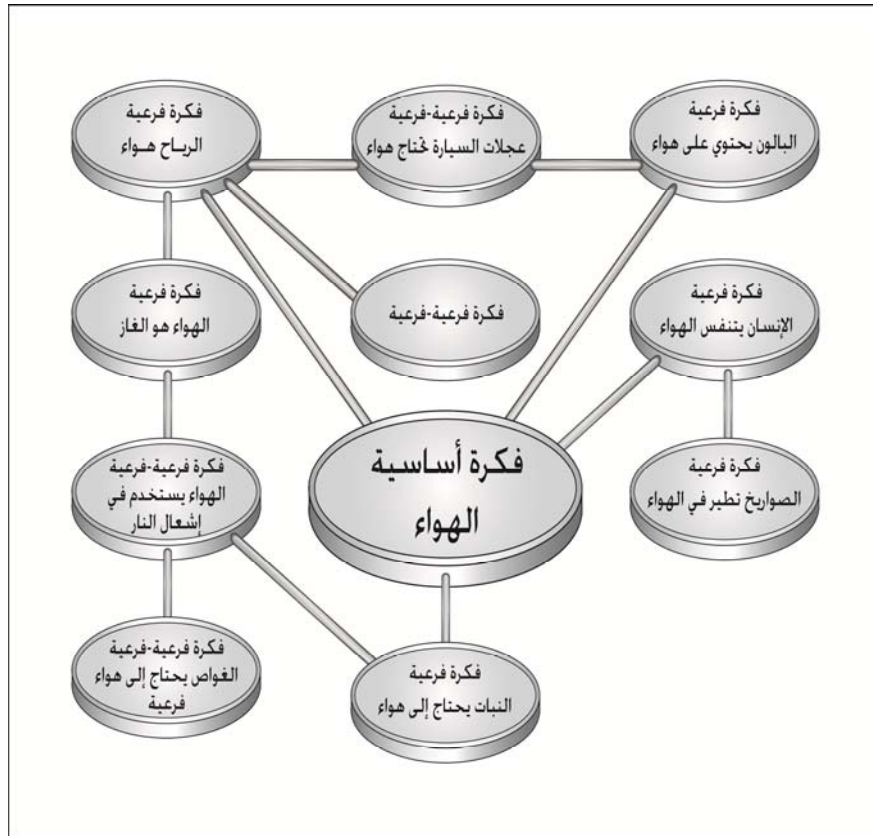 فكرة فرعية
البالون يحتوي على هواء
فكرة فرعية-فرعية
عجلات السيارة تحتاج هواء
فكرة فرعية
الرياح هواء
فكرة فرعية
الإنسان يتنفس الهواء
فكرة فرعية-فرعية
فكرة فرعية
الهواء هو الغاز
فكرة فرعية
الصواريخ تطير في الهواء
فكرة أساسية
الهواء
فكرة فرعية-فرعية
الهواء يستخدم في
إشعال النار
فكرة فرعية
النبات يحتاج إلى هواء
فكرة فرعية-فرعية
الغواص يحتاج إلى هواء
فرعية